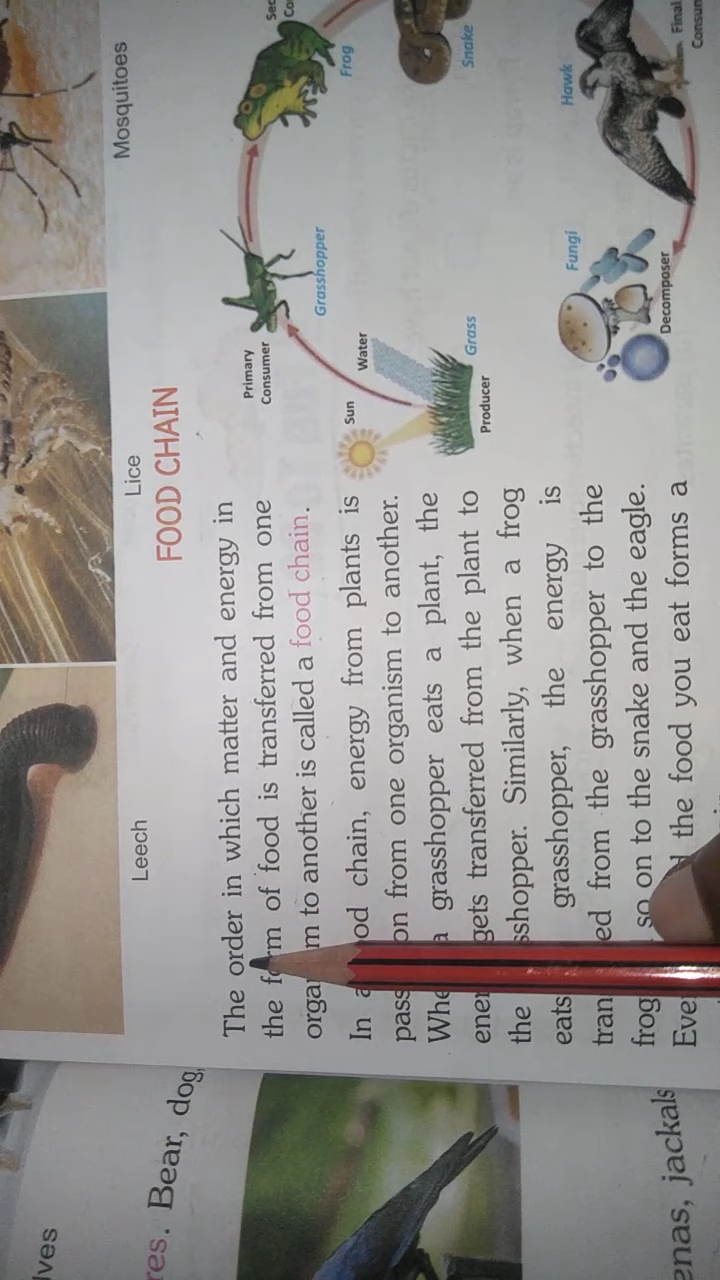 Leech
Lice
Mosquitoes
FOOD CHAIN
The order in which matter and energy in
the form of food is transferred from one
organism to another is called a food chain.
In a food chain, energy from plants is
passed on from one organism to another.
When a grasshopper eats a plant, the
energy gets transferred from the plant to
the grasshopper. Similarly, when a frog
eats grasshopper, the energy is
transferred from the grasshopper to the
frog so on to the snake and the eagle.
Even the food you eat forms a
Primary
Consumer
Grasshopper
Sun
Water
Grass
Producer
Sec
Co
Frog
Snake
Hawk
Final
Consum
Fungi
Decomposer
lves
res. Bear, dog,
enas, jackals